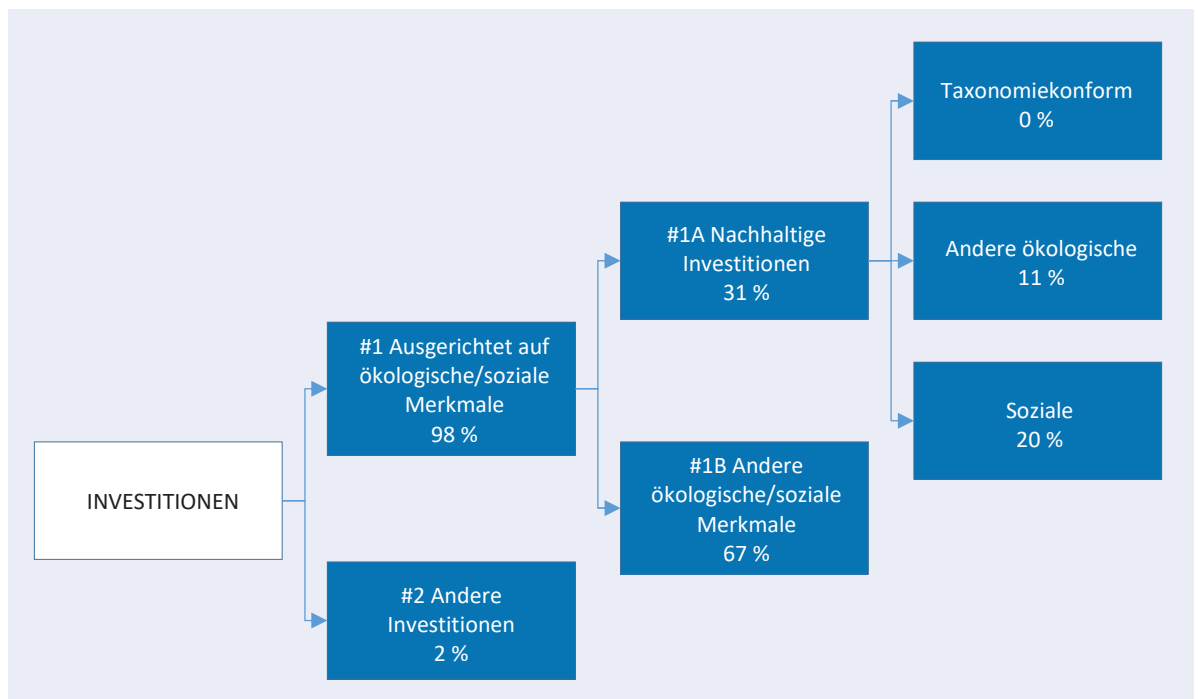 INVESTITIONEN
#1 Ausgerichtet auf
ökologische/soziale
Merkmale
98 %
#2 Andere
Investitionen
2 %
#1A Nachhaltige
Investitionen
31 %
#1B Andere
ökologische/soziale
Merkmale
67 %
Taxonomiekonform
0 %
Andere ökologische
11 %
Soziale
20 %